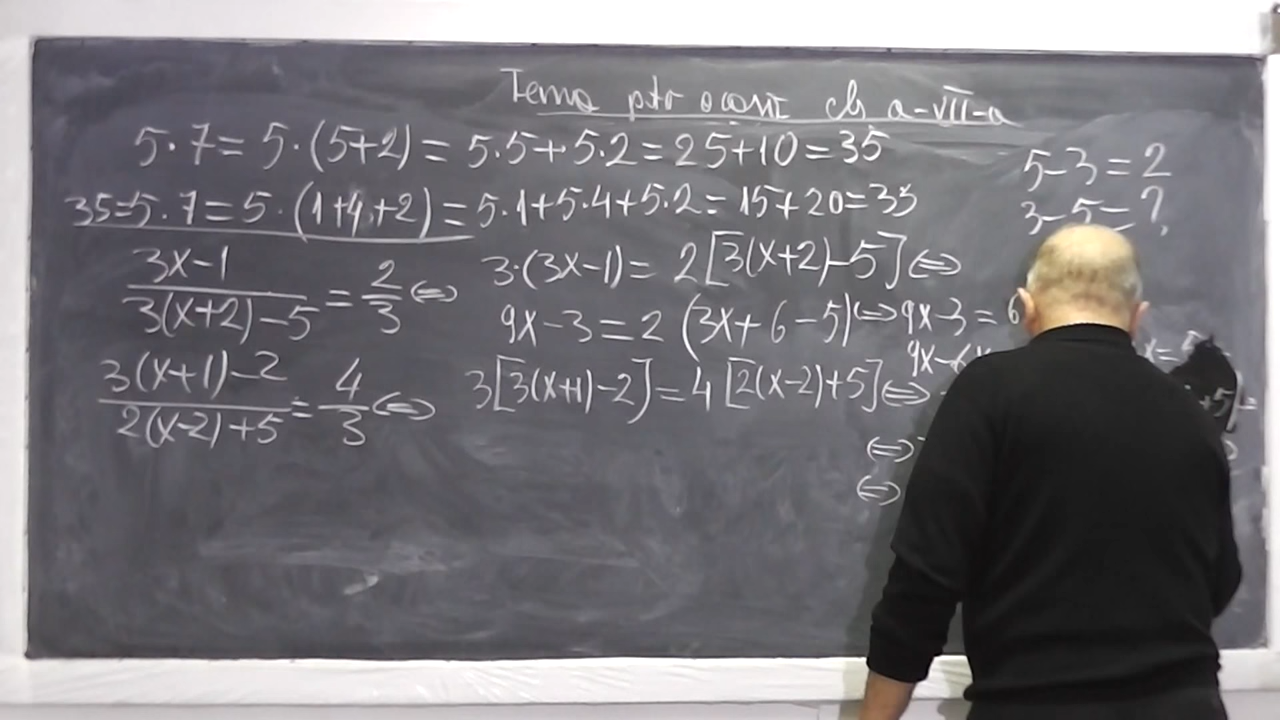 Tema ptr acasă cls a-VII-a
5·7= 5·(5+2) = 5.5+5.2=25+10=35
35=5.7=5·(1+4+2)=5.1+5.4+5.2=15+20=35
5-3=2
3-5=?
(3x-1)/(3(x+2)-5) = 2/3 ⇔ 3·(3x-1)= 2[3(x+2)-5] ⇔
9x-3=2 (3x+6-5) ⇔ 9x-3= 6
9x-6x
x=5
(3(x+1)-2)/(2(x-2)+5) = 4/3 ⇔ 3[3(x+1)-2]=4[2(x-2)+5] ⇔
⇔
⇔